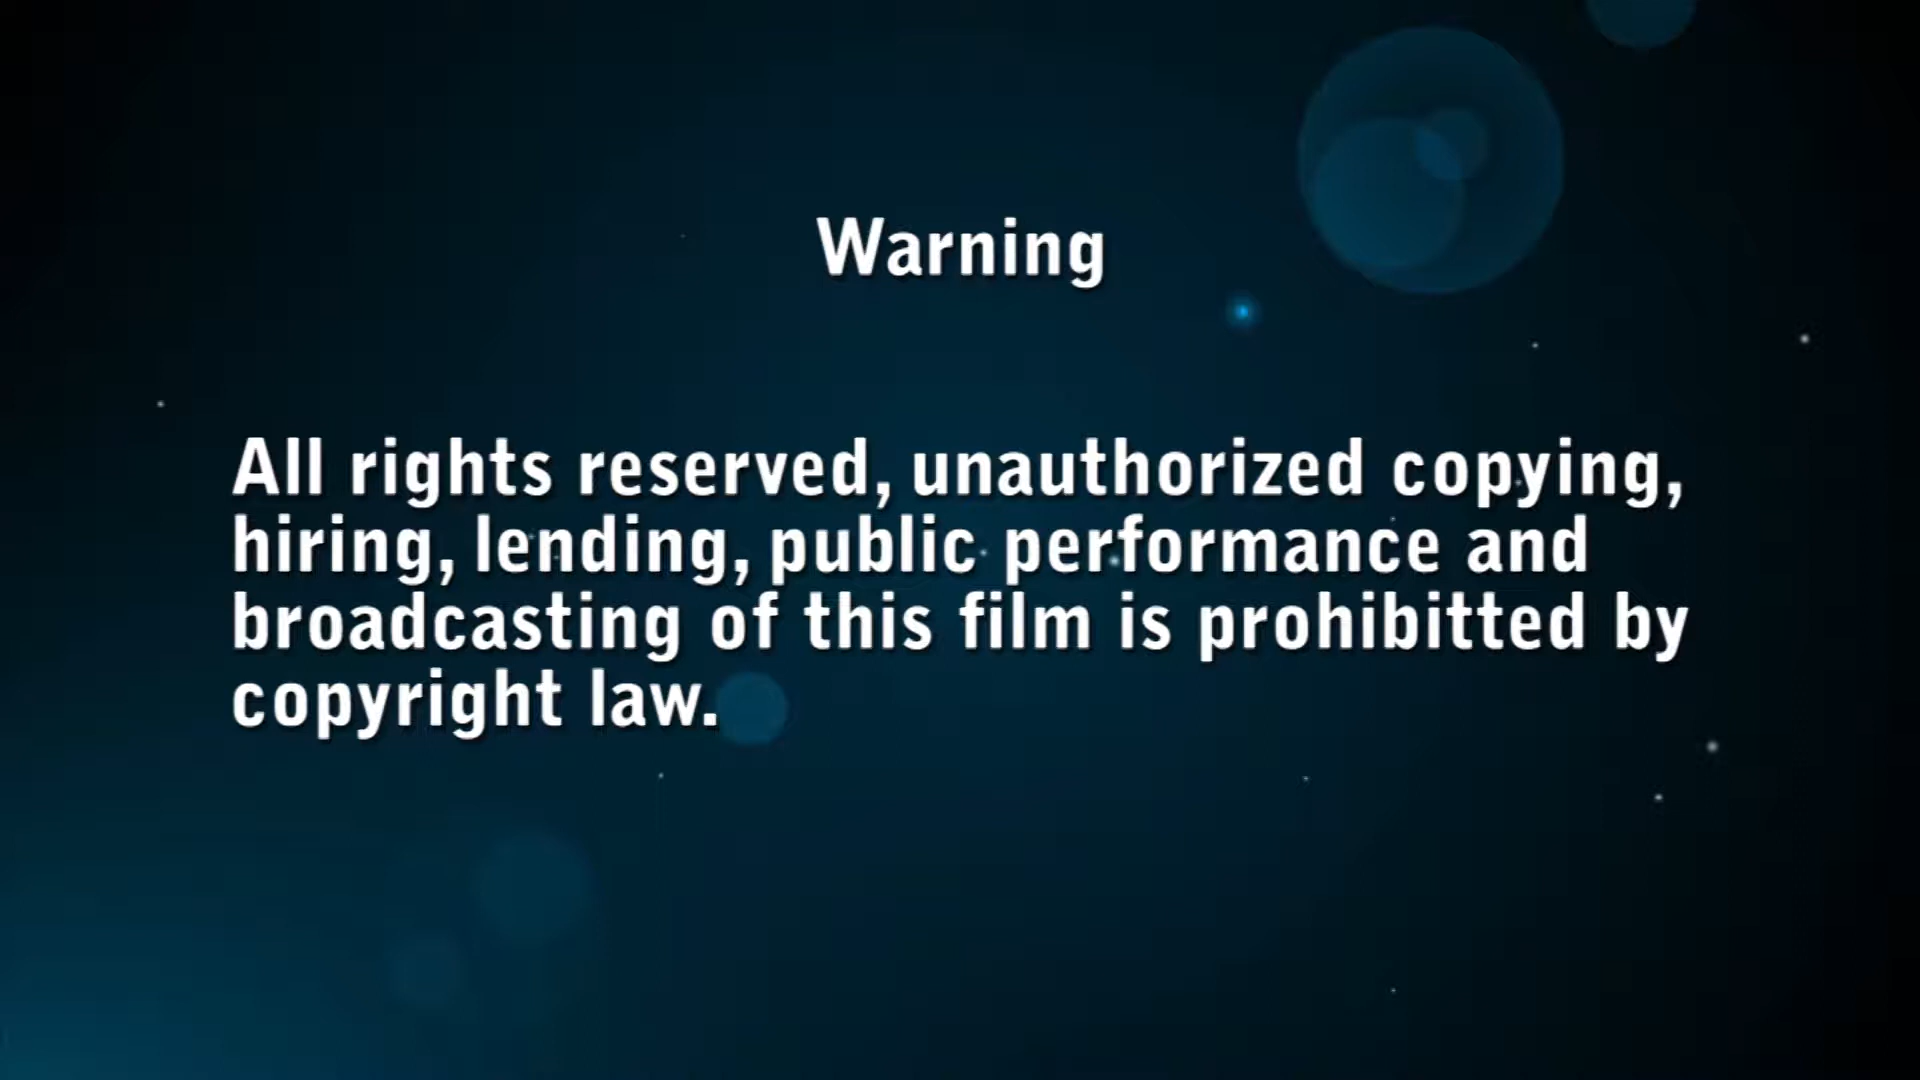 Warning
All rights reserved, unauthorized copying,
hiring, lending, public performance and
broadcasting of this film is prohibitted by
copyright law.